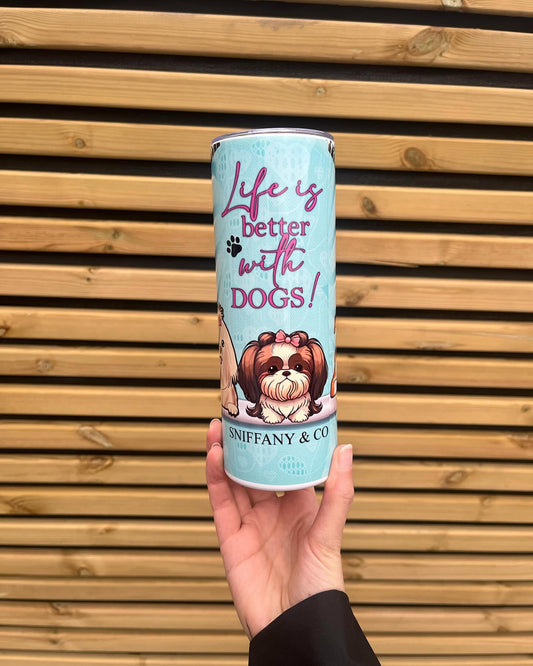 Life is
better
with
DOGS!
SNIFFANY & CO